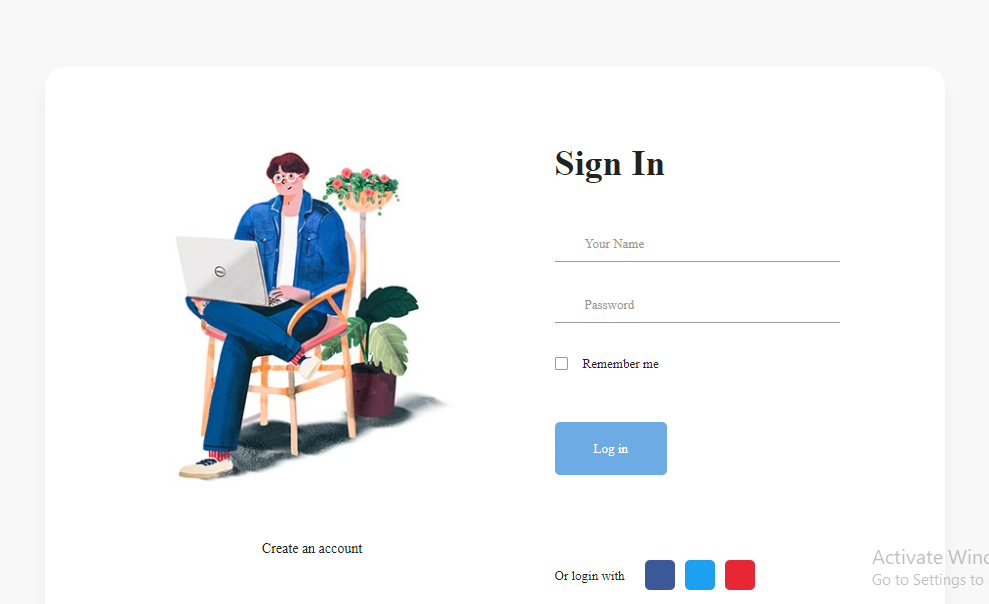 Sign In
Your Name
Password
Remember me
Log in
Create an account
Or login with
Activate Wind
Go to Settings to